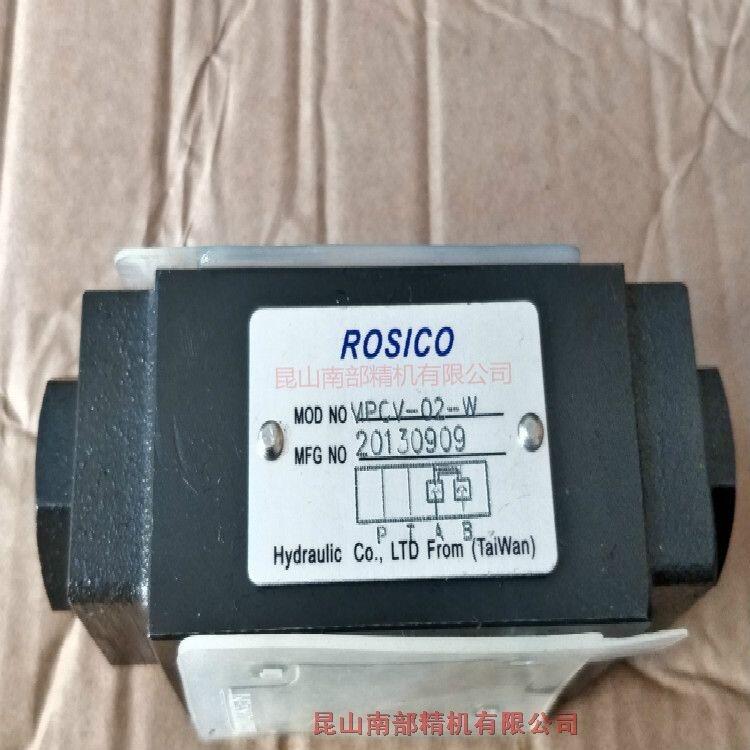 ROSICO
昆山南部精机有限公司
MOD NO MPCV-02-W
MFG NO 20130909
P T A B
Hydraulic Co., LTD From (TaiWan)
昆山南部精机有限公司